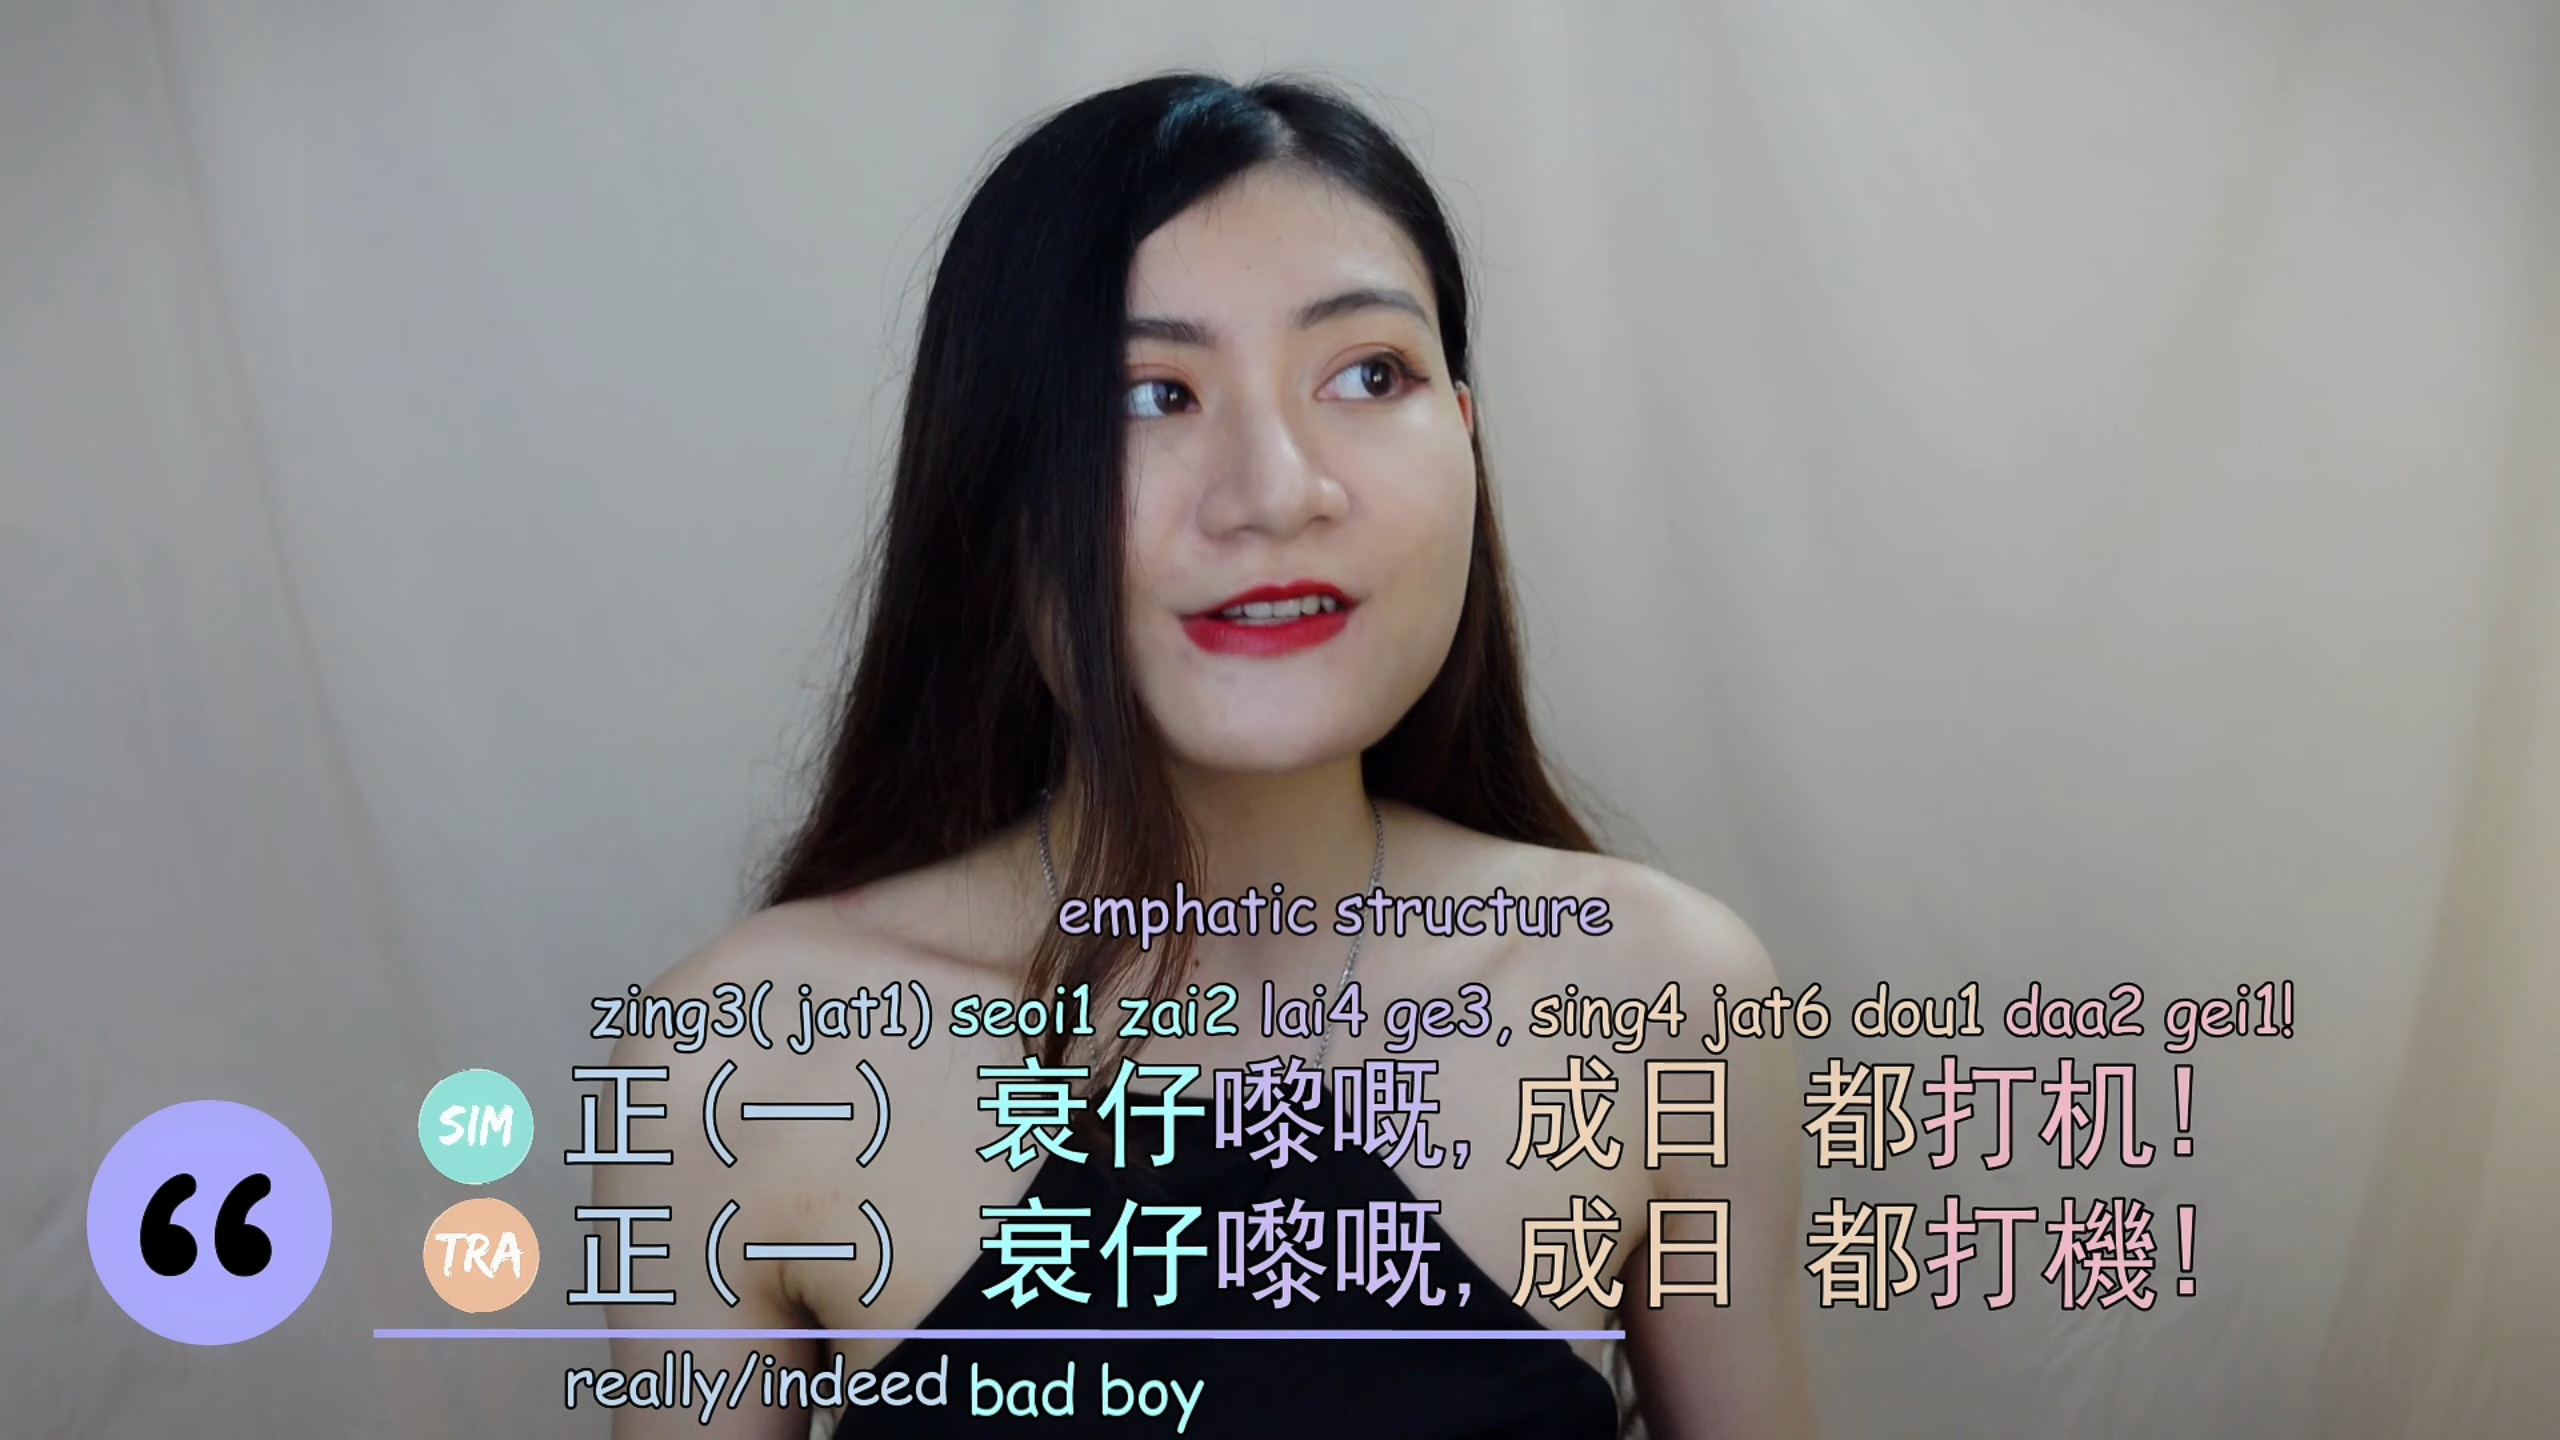 emphatic structure
zing3( jat1) seoi1 zai2 lai4 ge3, sing4 jat6 dou1 daa2 gei1!
SIM 正(一) 衰仔嚟嘅, 成日 都打机!
TRA 正(一) 衰仔嚟嘅, 成日 都打機!
really/indeed bad boy